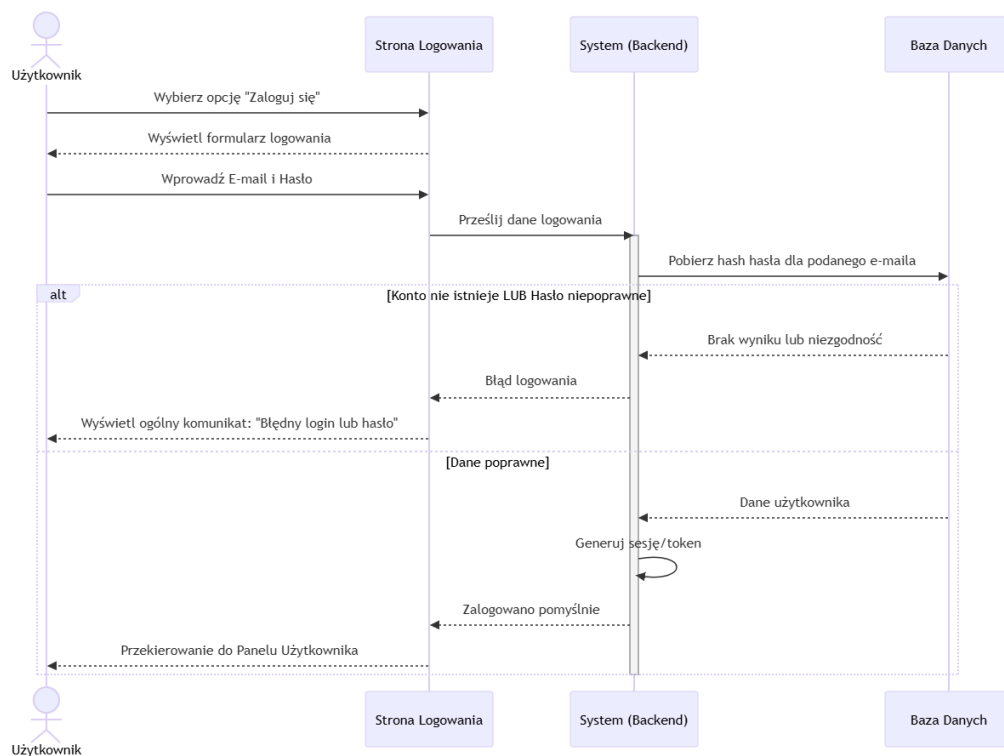 Użytkownik
Strona Logowania
System (Backend)
Baza Danych
Wybierz opcję "Zaloguj się"
Wyświetl formularz logowania
Wprowadź E-mail i Hasło
Prześlij dane logowania
Pobierz hash hasła dla podanego e-maila
alt
[Konto nie istnieje LUB Hasło niepoprawne]
Brak wyniku lub niezgodność
Błąd logowania
Wyświetl ogólny komunikat: "Błędny login lub hasło"
[Dane poprawne]
Dane użytkownika
Generuj sesję/token
Zalogowano pomyślnie
Przekierowanie do Panelu Użytkownika
Użytkownik
Strona Logowania
System (Backend)
Baza Danych